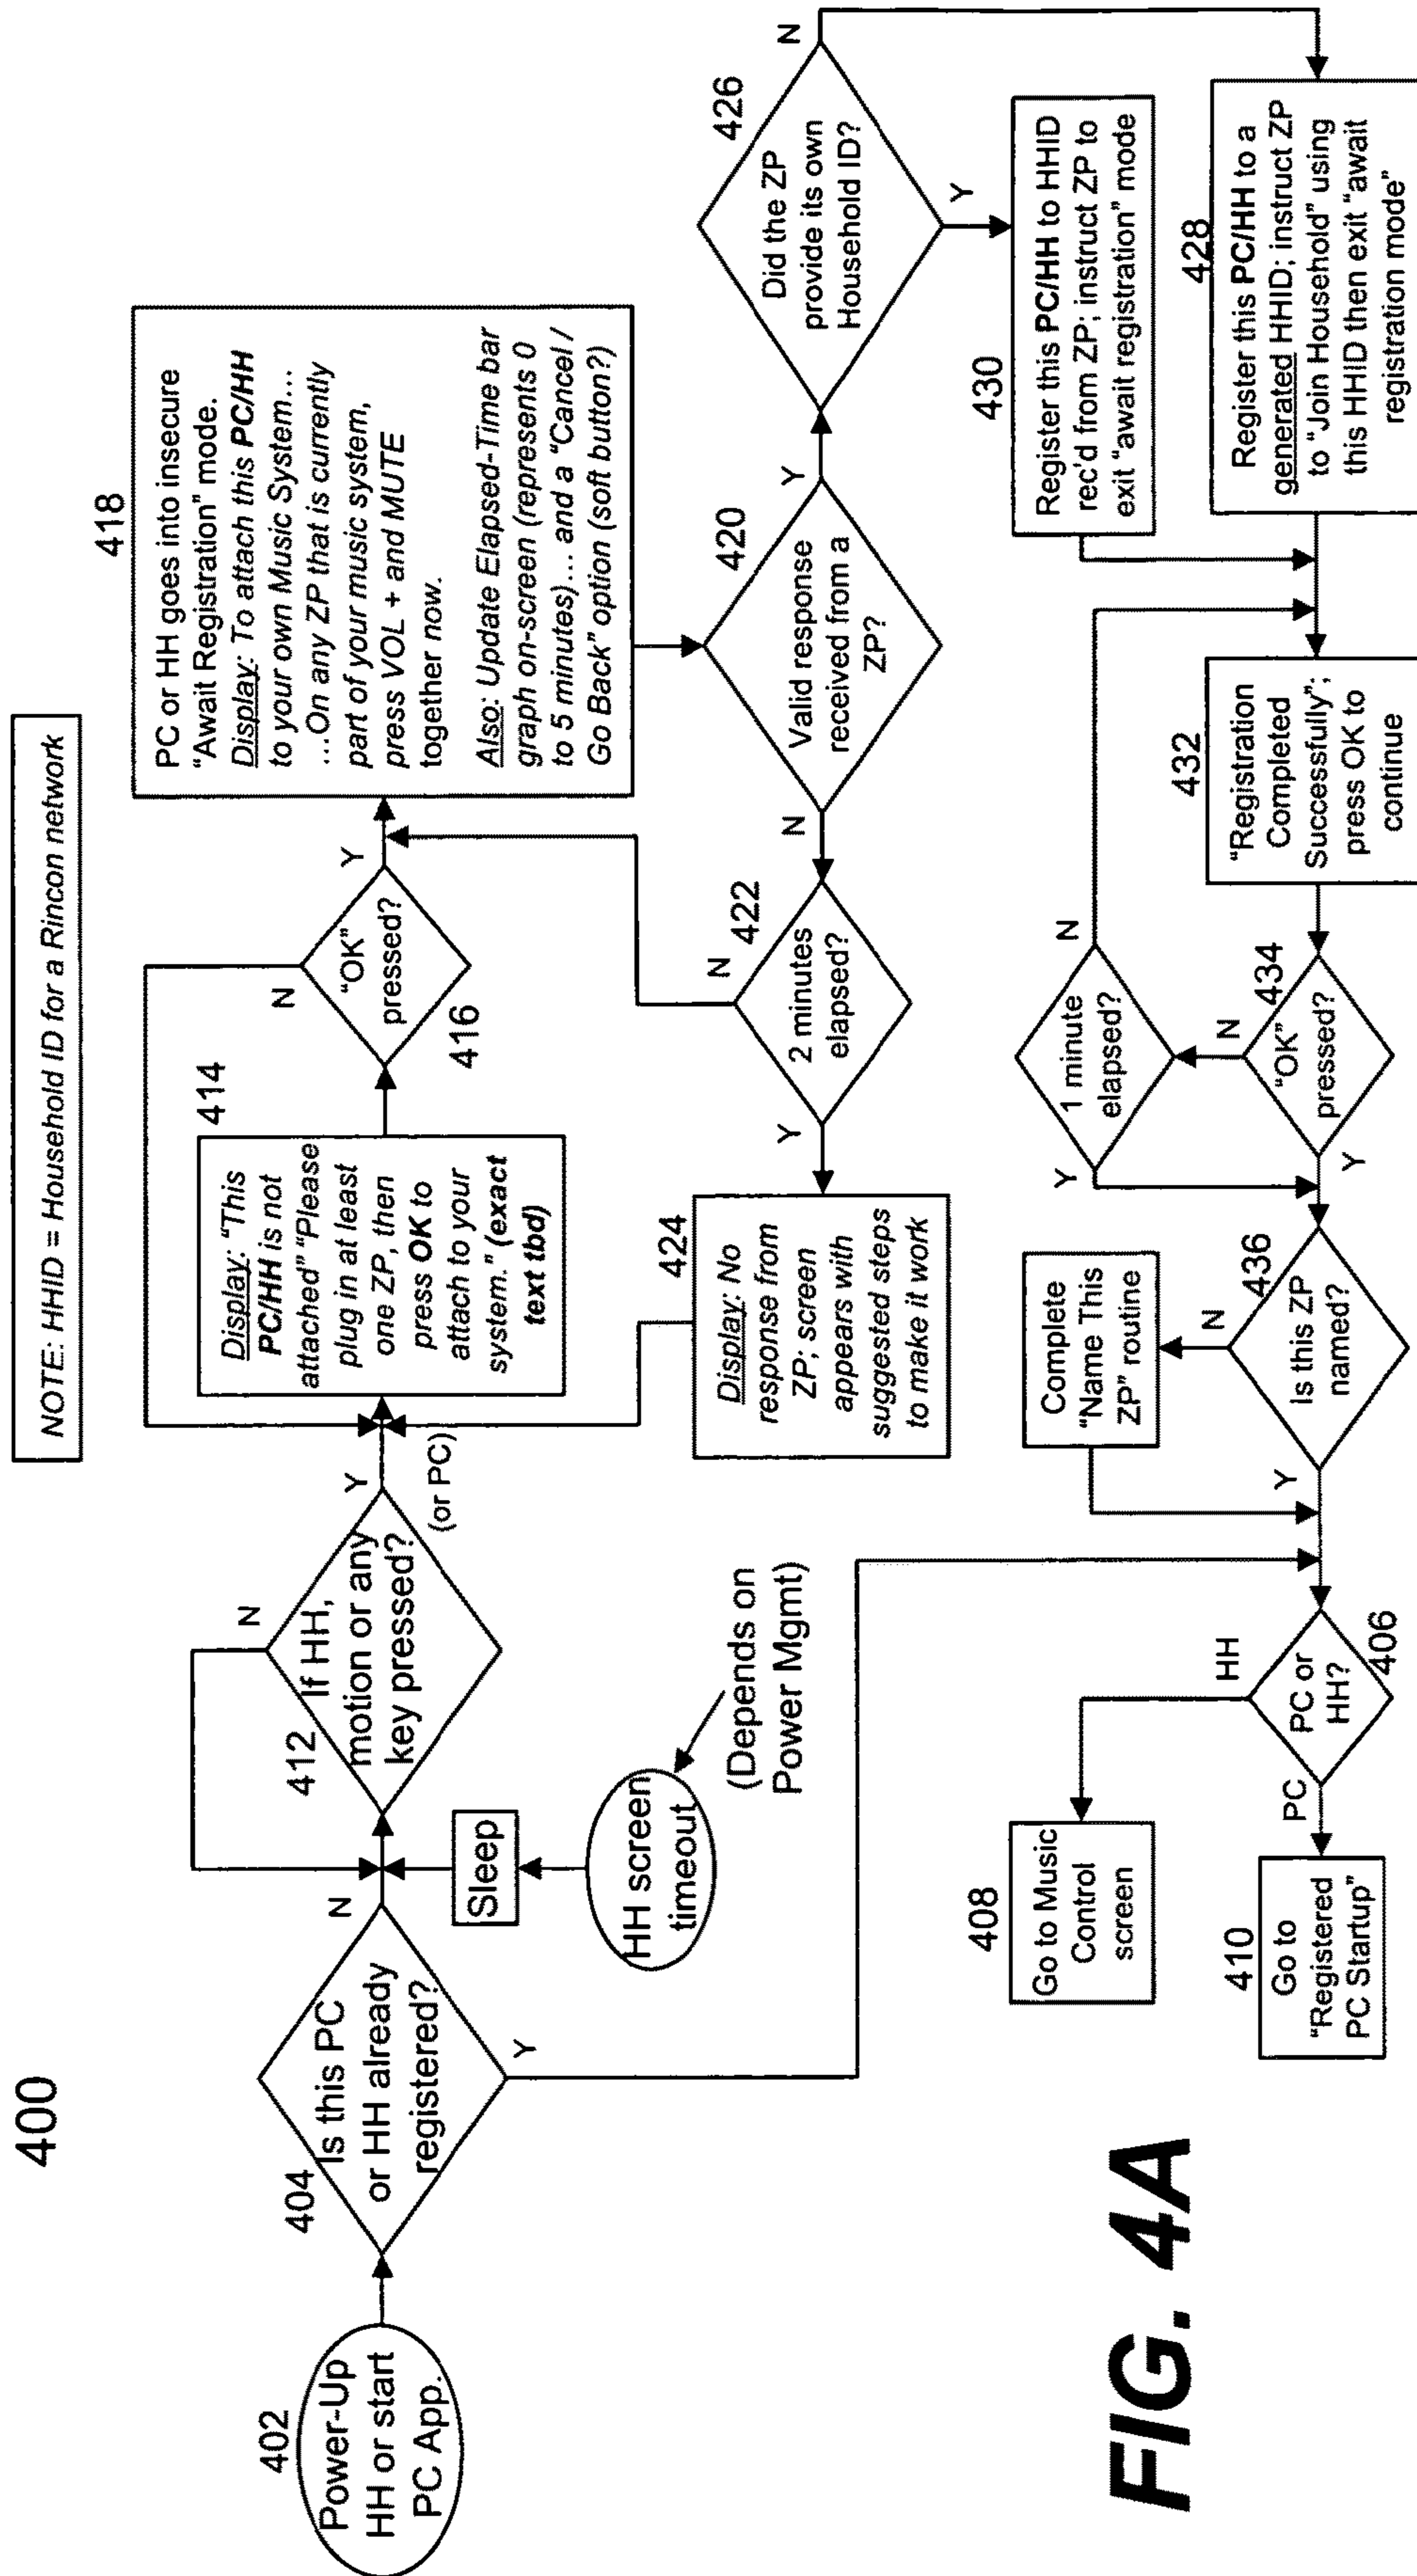 400
NOTE: HHID = Household ID for a Rincon network
402
Power-Up
HH or start
PC App.
404
Is this PC
or HH already
registered?
N
Y
Sleep
HH screen
timeout
(Depends on
Power Mgmt)
412
If HH,
motion or any
key pressed?
N
Y
(or PC)
414
Display: "This
PC/HH is not
attached" "Please
plug in at least
one ZP, then
press OK to
attach to your
system." (exact
text tbd)
416
"OK"
pressed?
N
Y
418
PC or HH goes into insecure
"Await Registration" mode.
Display: To attach this PC/HH
to your own Music System...
...On any ZP that is currently
part of your music system,
press VOL + and MUTE
together now.
Also: Update Elapsed-Time bar
graph on-screen (represents 0
to 5 minutes)... and a "Cancel /
Go Back" option (soft button?)
420
Valid response
received from a
ZP?
N
Y
422
2 minutes
elapsed?
N
Y
424
Display: No
response from
ZP; screen
appears with
suggested steps
to make it work
426
Did the ZP
provide its own
Household ID?
N
Y
430
Register this PC/HH to HHID
rec'd from ZP; instruct ZP to
exit "await registration" mode
428
Register this PC/HH to a
generated HHID; instruct ZP
to "Join Household" using
this HHID then exit "await
registration mode"
432
"Registration
Completed
Successfully";
press OK to
continue
434
"OK"
pressed?
N
Y
1 minute
elapsed?
N
Y
436
Is this ZP
named?
N
Y
Complete
"Name This
ZP" routine
406
PC or
HH?
HH
PC
408
Go to Music
Control
screen
410
Go to
"Registered
PC Startup"
FIG. 4A